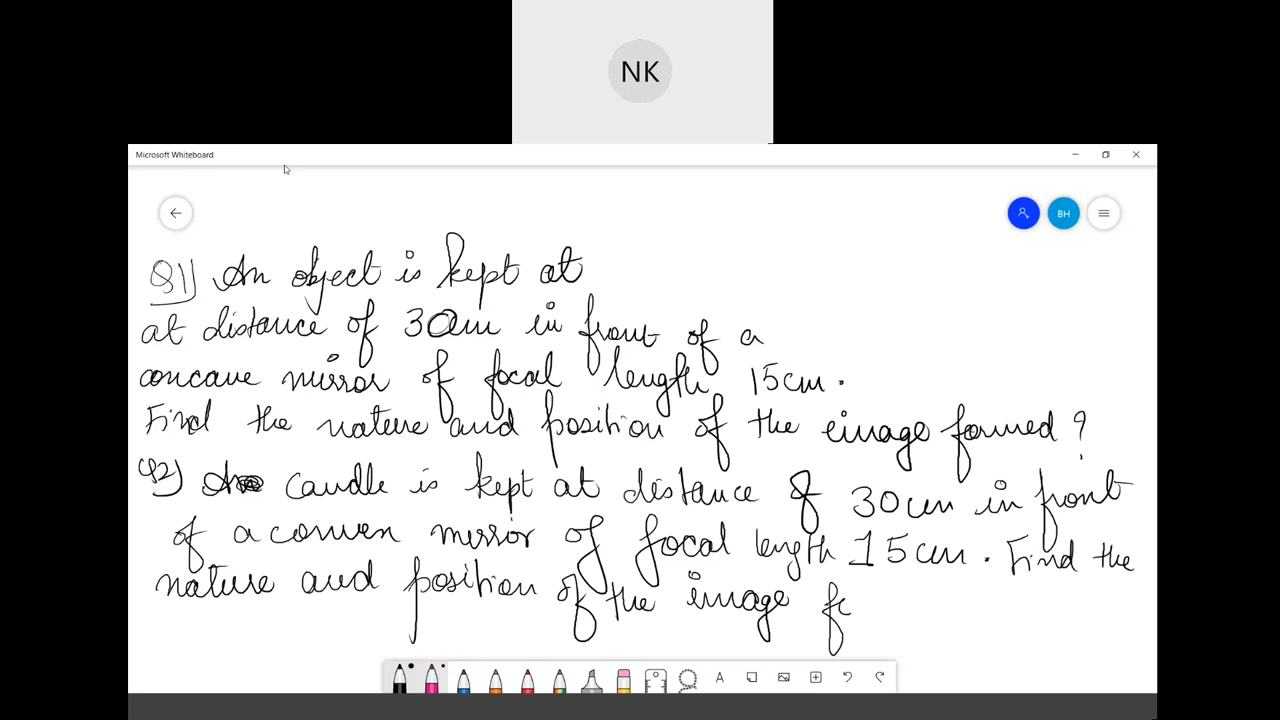 NK
Microsoft Whiteboard
BH
Q1) An object is kept at
at distance of 30cm in front of a
concave mirror of focal length 15cm.
Find the nature and position of the image formed?
Q2) A candle is kept at distance of 30cm in front
of a convex mirror of focal length 15cm. Find the
nature and position of the image fo
A